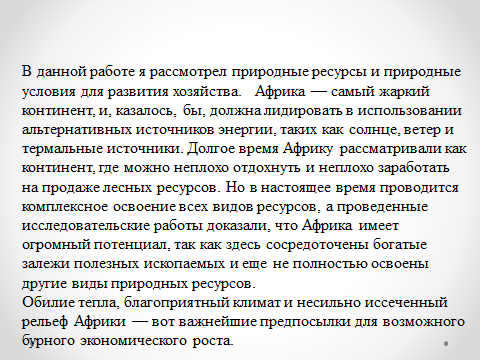 В данной работе я рассмотрел природные ресурсы и природные
условия для развития хозяйства. Африка — самый жаркий
континент, и, казалось, бы, должна лидировать в использовании
альтернативных источников энергии, таких как солнце, ветер и
термальные источники. Долгое время Африку рассматривали как
континент, где можно неплохо отдохнуть и неплохо заработать
на продаже лесных ресурсов. Но в настоящее время проводится
комплексное освоение всех видов ресурсов, а проведенные
исследовательские работы доказали, что Африка имеет
огромный потенциал, так как здесь сосредоточены богатые
залежи полезных ископаемых и еще не полностью освоены
другие виды природных ресурсов.
Обилие тепла, благоприятный климат и несильно иссеченный
рельеф Африки — вот важнейшие предпосылки для возможного
бурного экономического роста.